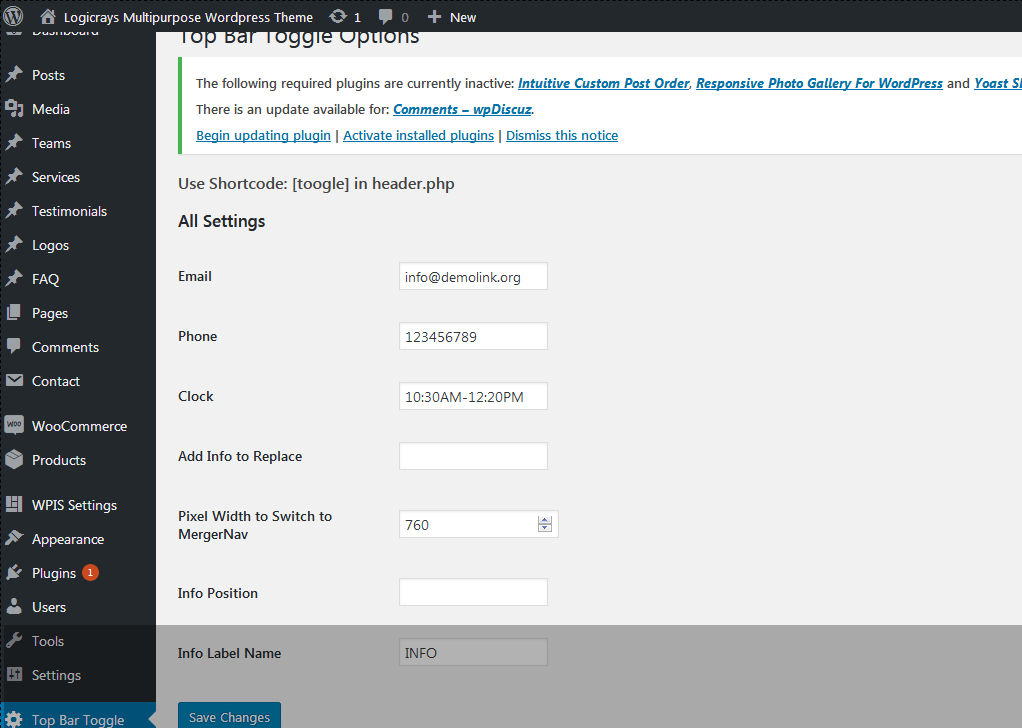 Logicrays Multipurpose Wordpress Theme 1 0 New
Dashboard
Posts
Media
Teams
Services
Testimonials
Logos
FAQ
Pages
Comments
Contact
WooCommerce
Products
WPIS Settings
Appearance
Plugins 1
Users
Tools
Settings
Top Bar Toggle
Top Bar Toggle Options
The following required plugins are currently inactive: Intuitive Custom Post Order, Responsive Photo Gallery For WordPress and Yoast
There is an update available for: Comments – wpDiscuz.
Begin updating plugin | Activate installed plugins | Dismiss this notice
Use Shortcode: [toogle] in header.php
All Settings
Email info@demolink.org
Phone 123456789
Clock 10:30AM-12:20PM
Add Info to Replace
Pixel Width to Switch to
MergerNav 760
Info Position
Info Label Name INFO
Save Changes